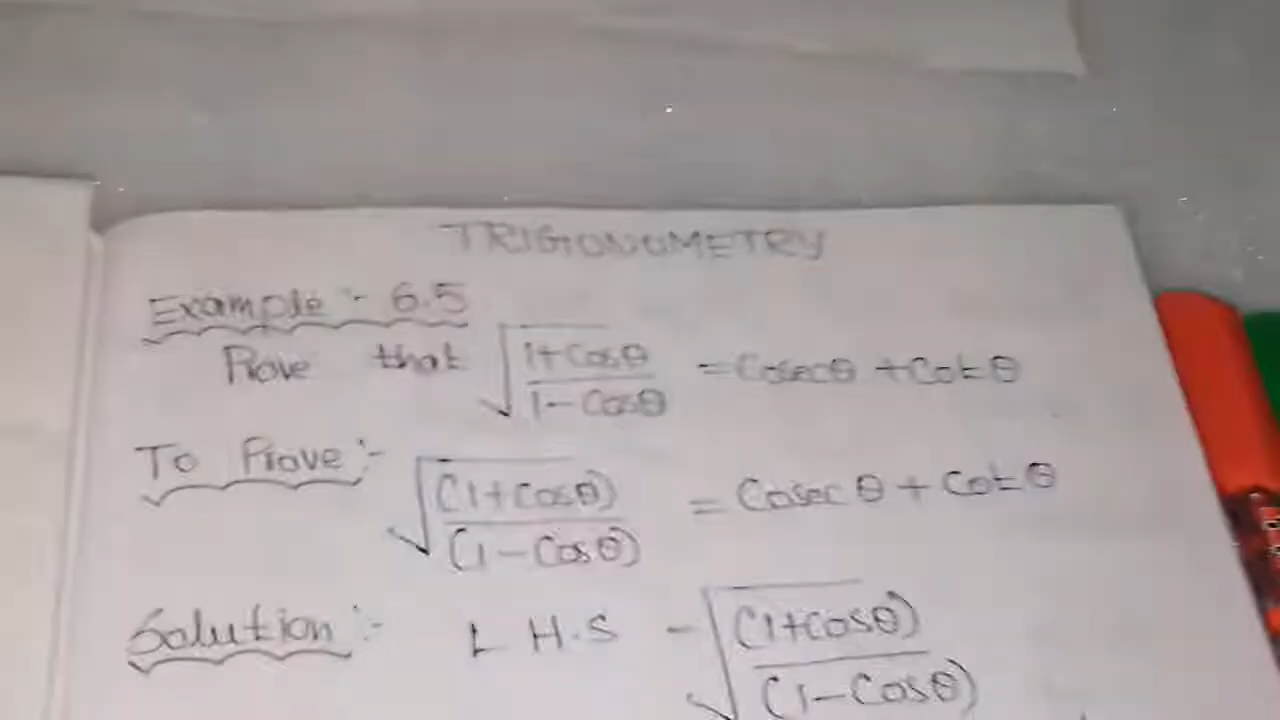 TRIGONOMETRY
Example :- 6.5
Prove that √(1+Cosθ / 1-Cosθ) = Cosecθ + Cotθ
To Prove :- √((1+Cosθ) / (1-Cosθ)) = Cosec θ + Cot θ
Solution :- L H.S - √((1+Cosθ) / (1-Cosθ))